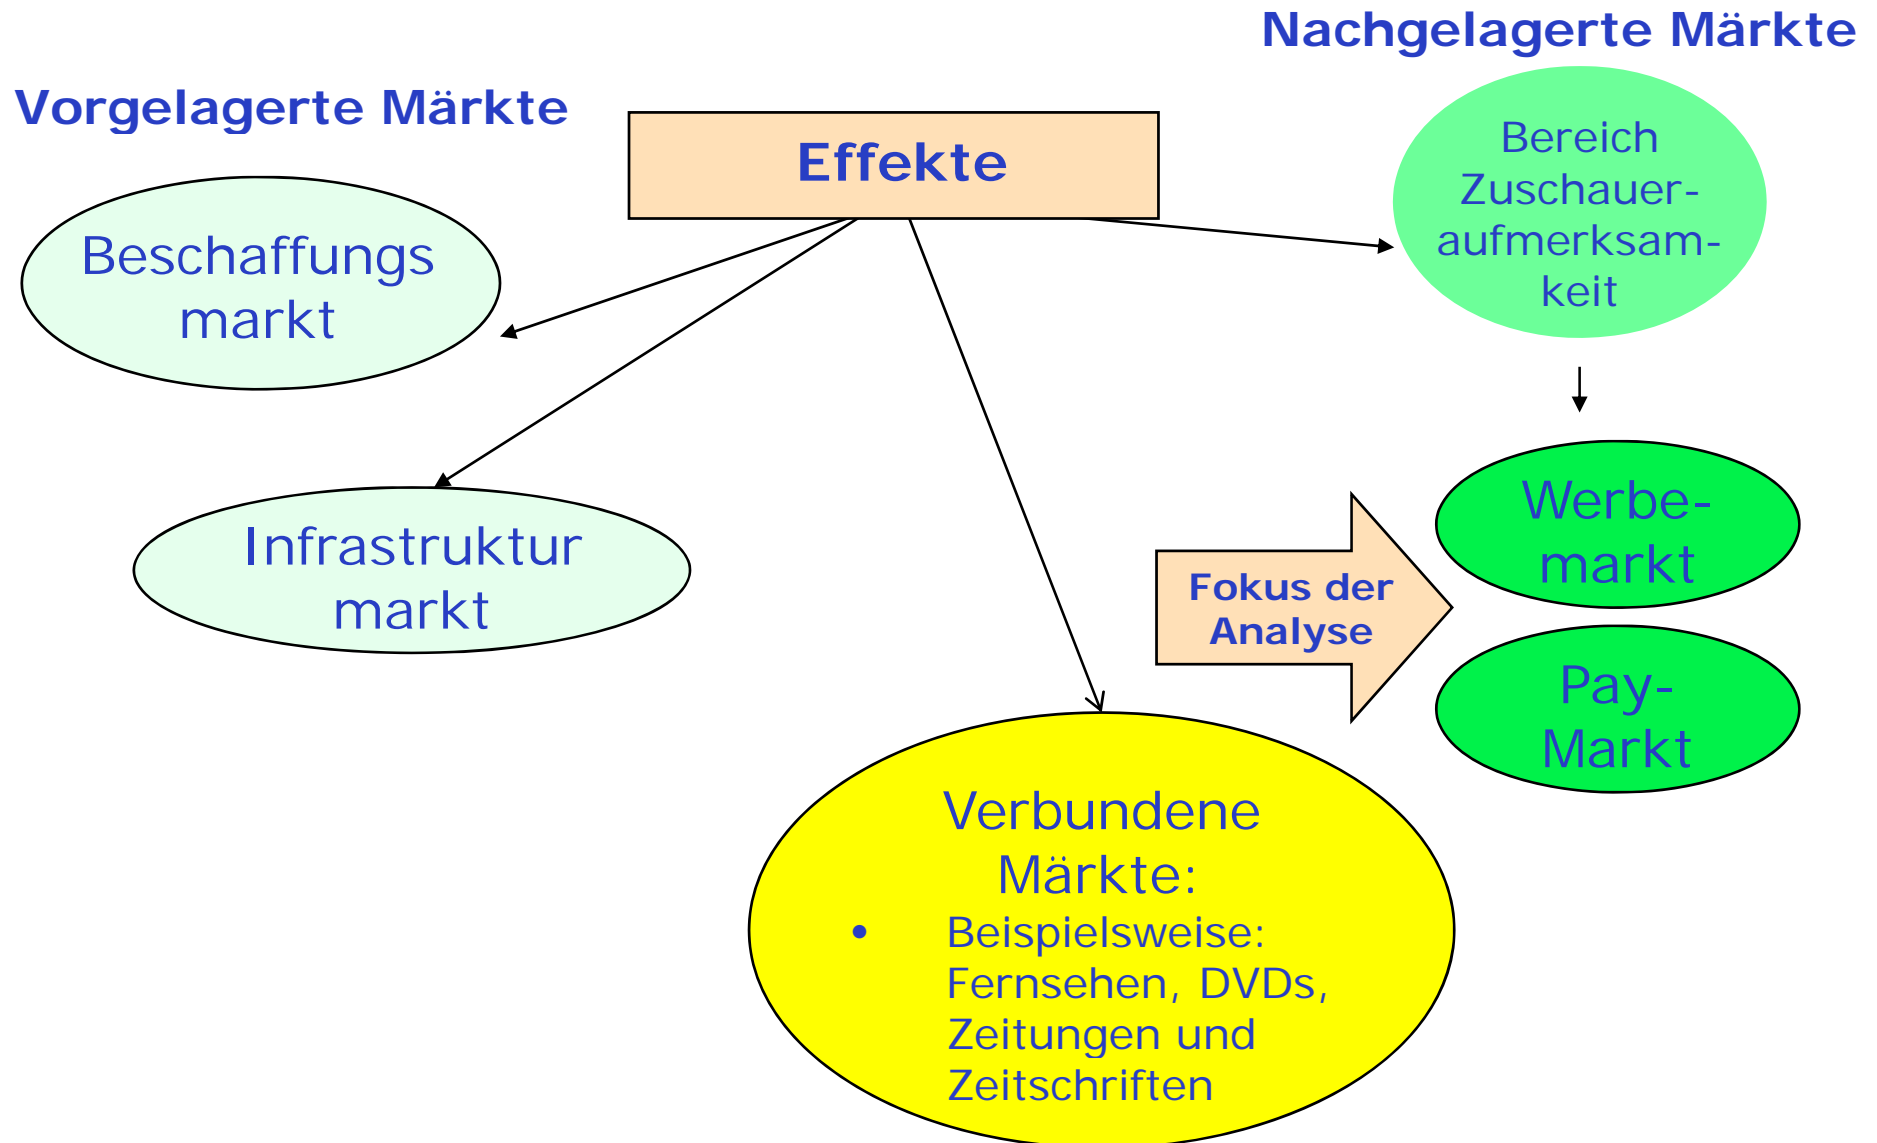 Nachgelagerte Märkte
Vorgelagerte Märkte
Effekte
Bereich
Zuschauer-
aufmerksam-
keit
Beschaffungs
markt
Infrastruktur
markt
Werbe-
markt
Fokus der
Analyse
Pay-
Markt
Verbundene
Märkte:
• Beispielsweise:
Fernsehen, DVDs,
Zeitungen und
Zeitschriften